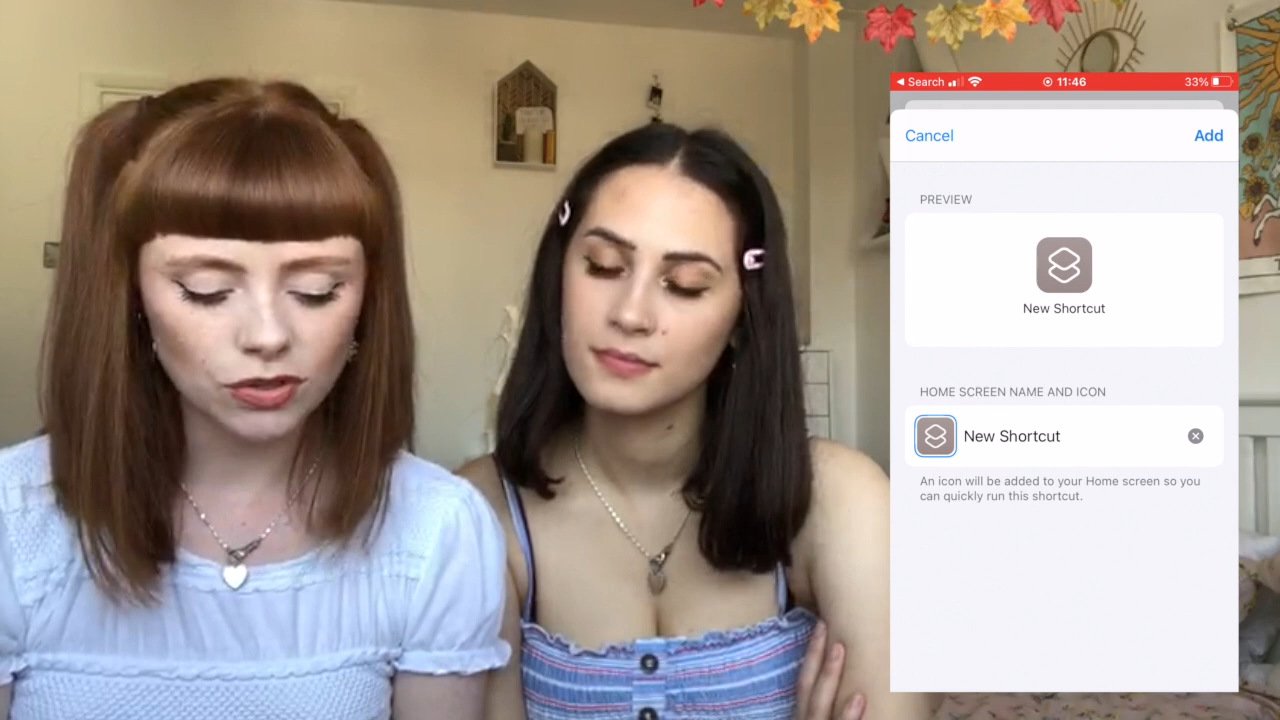 Search
11:46
33%
Cancel
Add
PREVIEW
New Shortcut
HOME SCREEN NAME AND ICON
New Shortcut
An icon will be added to your Home screen so you
can quickly run this shortcut.